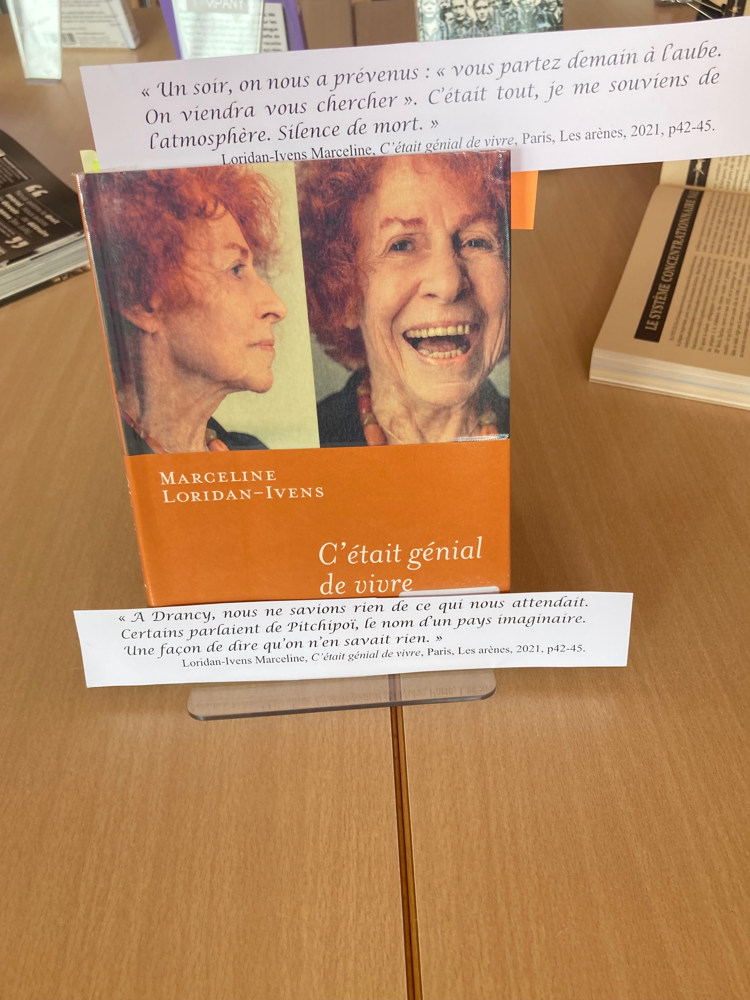 MPANY
« Un soir, on nous a prévenus : « vous partez demain à l'aube.
On viendra vous chercher ». C'était tout, je me souviens de
l'atmosphère. Silence de mort. »
Loridan-Ivens Marceline, C'était génial de vivre, Paris, Les arènes, 2021, p42-45.
LE SYSTÈME CONCENTRATIONNAIRE
MARCELINE
LORIDAN-IVENS
C'était génial
de vivre
« A Drancy, nous ne savions rien de ce qui nous attendait.
Certains parlaient de Pitchipoï, le nom d'un pays imaginaire.
Une façon de dire qu'on n'en savait rien. »
Loridan-Ivens Marceline, C'était génial de vivre, Paris, Les arènes, 2021, p42-45.